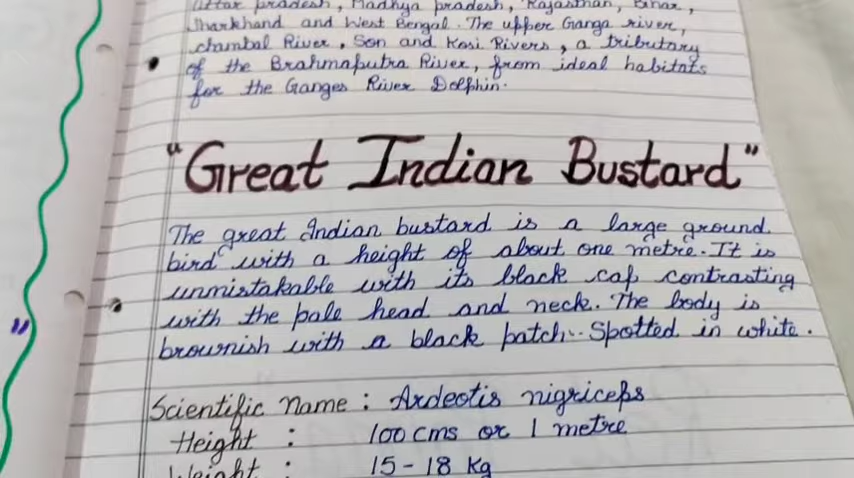 Uttar pradesh, Madhya pradesh, Rajasthan, Bihar,
Jharkhand and West Bengal. The upper Ganga river,
chambal River, Son and Kosi Rivers, a tributary
of the Brahmaputra River, from ideal habitats
for the Ganges River Dolphin.
"Great Indian Bustard"
The great Indian bustard is a large ground
bird with a height of about one metre. It is
unmistakable with its black cap contrasting
with the pale head and neck. The body is
brownish with a black patch.. Spotted in white.
Scientific name : Ardeotis nigriceps
Height : 100 cms or 1 metre
Weight : 15 - 18 Kg